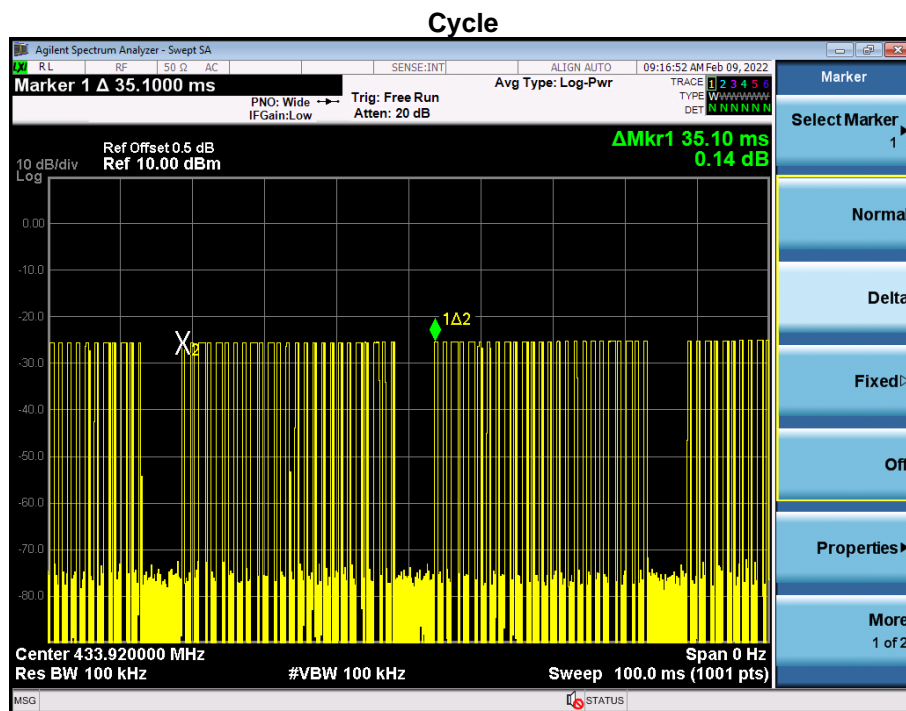 Cycle
Agilent Spectrum Analyzer - Swept SA
LXI RL RF 50 Ω AC SENSE:INT ALIGN AUTO 09:16:52 AM Feb 09, 2022
Marker 1 Δ 35.1000 ms
PNO: Wide
IFGain:Low
Trig: Free Run
Atten: 20 dB
Avg Type: Log-Pwr
TRACE 1 2 3 4 5 6
TYPE WWWWWW
DET N N N N N N
Marker
Select Marker
1
Ref Offset 0.5 dB
10 dB/div Ref 10.00 dBm
Log
ΔMkr1 35.10 ms
0.14 dB
0.00
-10.0
-20.0
-30.0
-40.0
-50.0
-60.0
-70.0
-80.0
1Δ2
X2
Normal
Delta
Fixed
Off
Properties
More
1 of 2
Center 433.920000 MHz Span 0 Hz
Res BW 100 kHz #VBW 100 kHz Sweep 100.0 ms (1001 pts)
MSG STATUS